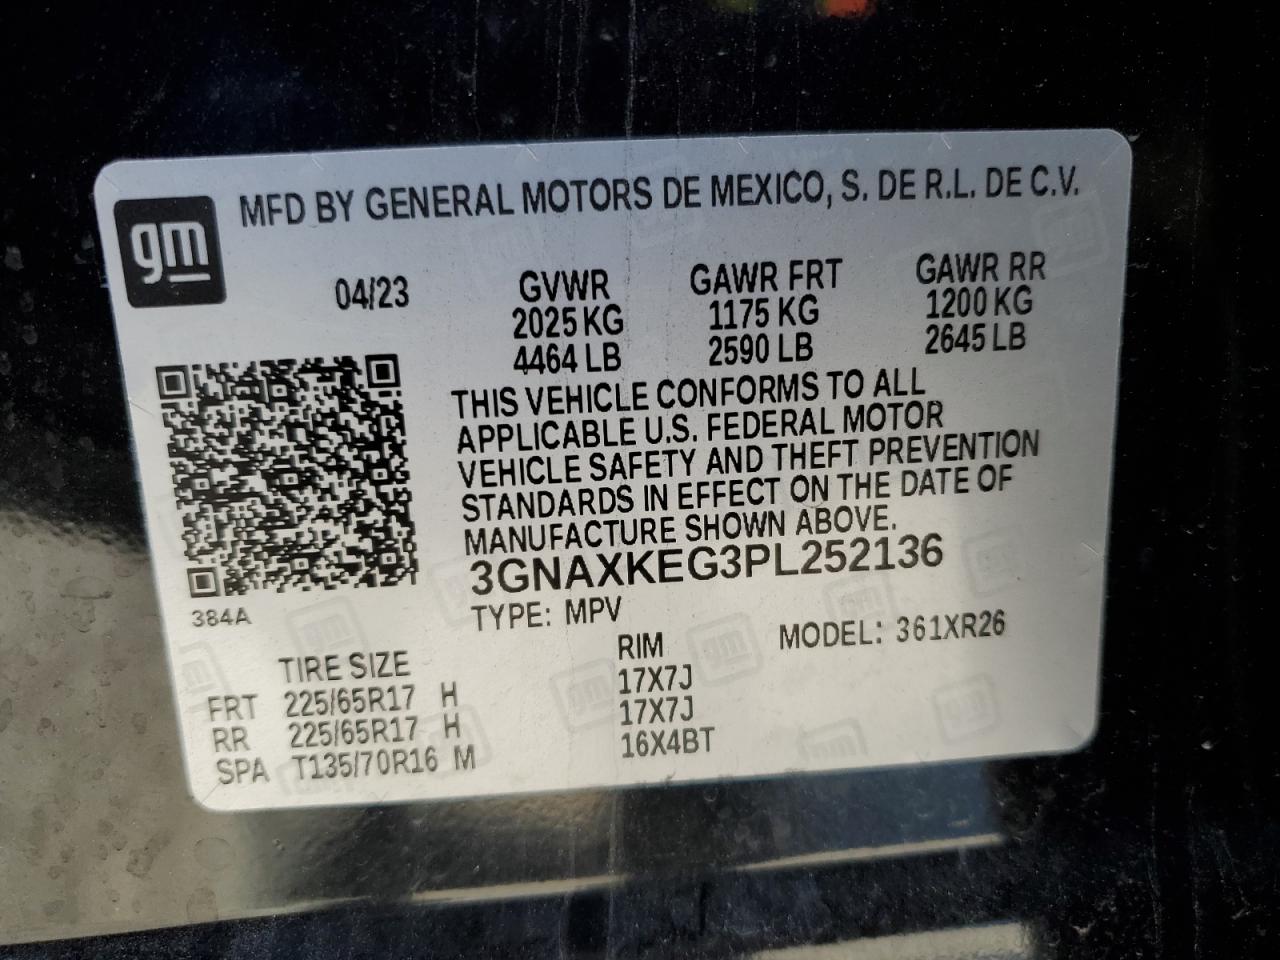 gm
MFD BY GENERAL MOTORS DE MEXICO, S. DE R.L. DE C.V.
04/23 GVWR GAWR FRT GAWR RR
2025 KG 1175 KG 1200 KG
4464 LB 2590 LB 2645 LB
THIS VEHICLE CONFORMS TO ALL
APPLICABLE U.S. FEDERAL MOTOR
VEHICLE SAFETY AND THEFT PREVENTION
STANDARDS IN EFFECT ON THE DATE OF
MANUFACTURE SHOWN ABOVE.
3GNAXKEG3PL252136
384A
TYPE: MPV MODEL: 361XR26
TIRE SIZE RIM
FRT 225/65R17 H 17X7J
RR 225/65R17 H 17X7J
SPA T135/70R16 M 16X4BT